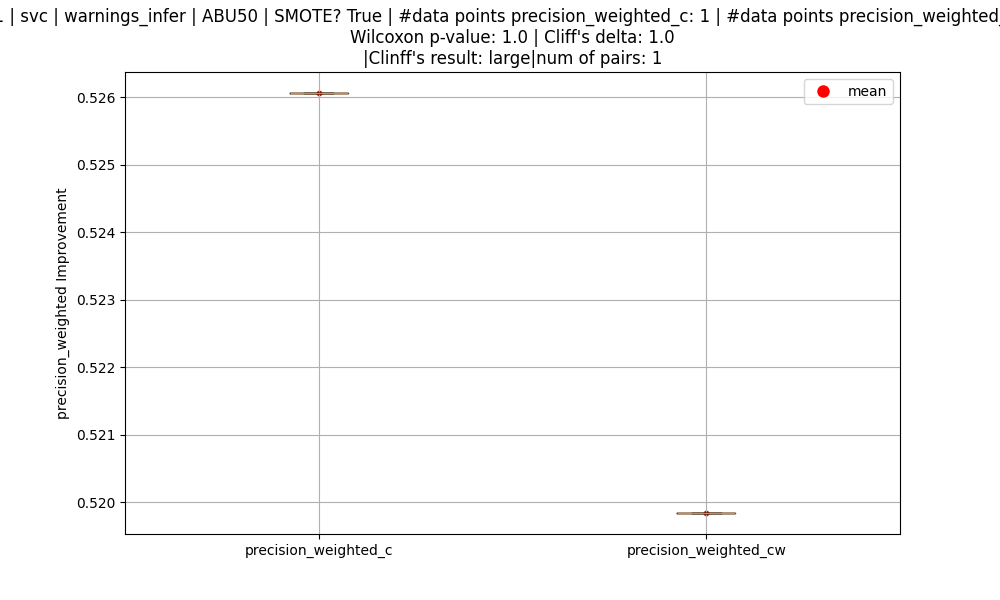 | svc | warnings_infer | ABU50 | SMOTE? True | #data points precision_weighted_c: 1 | #data points precision_weighted_
Wilcoxon p-value: 1.0 | Cliff's delta: 1.0
|Clinff's result: large|num of pairs: 1
mean
0.526
0.525
0.524
0.523
0.522
0.521
0.520
precision_weighted Improvement
precision_weighted_c
precision_weighted_cw